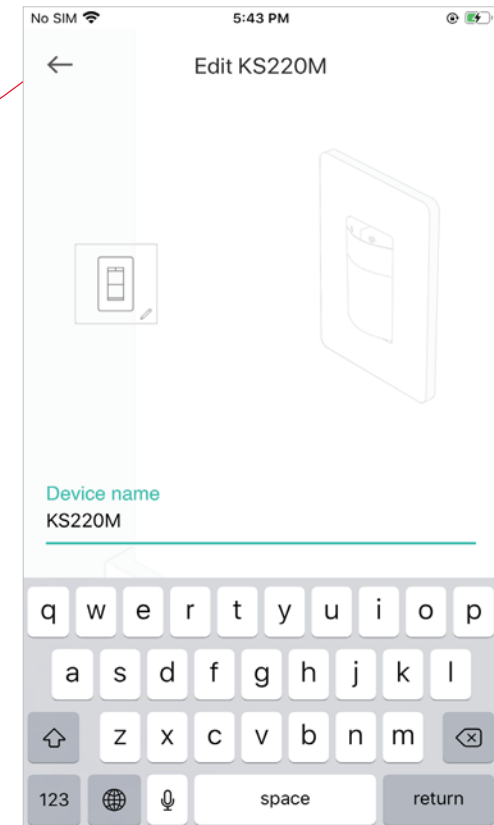 No SIM 5:43 PM
Edit KS220M
Device name
KS220M
q w e r t y u i o p
a s d f g h j k l
z x c v b n m
123 space return